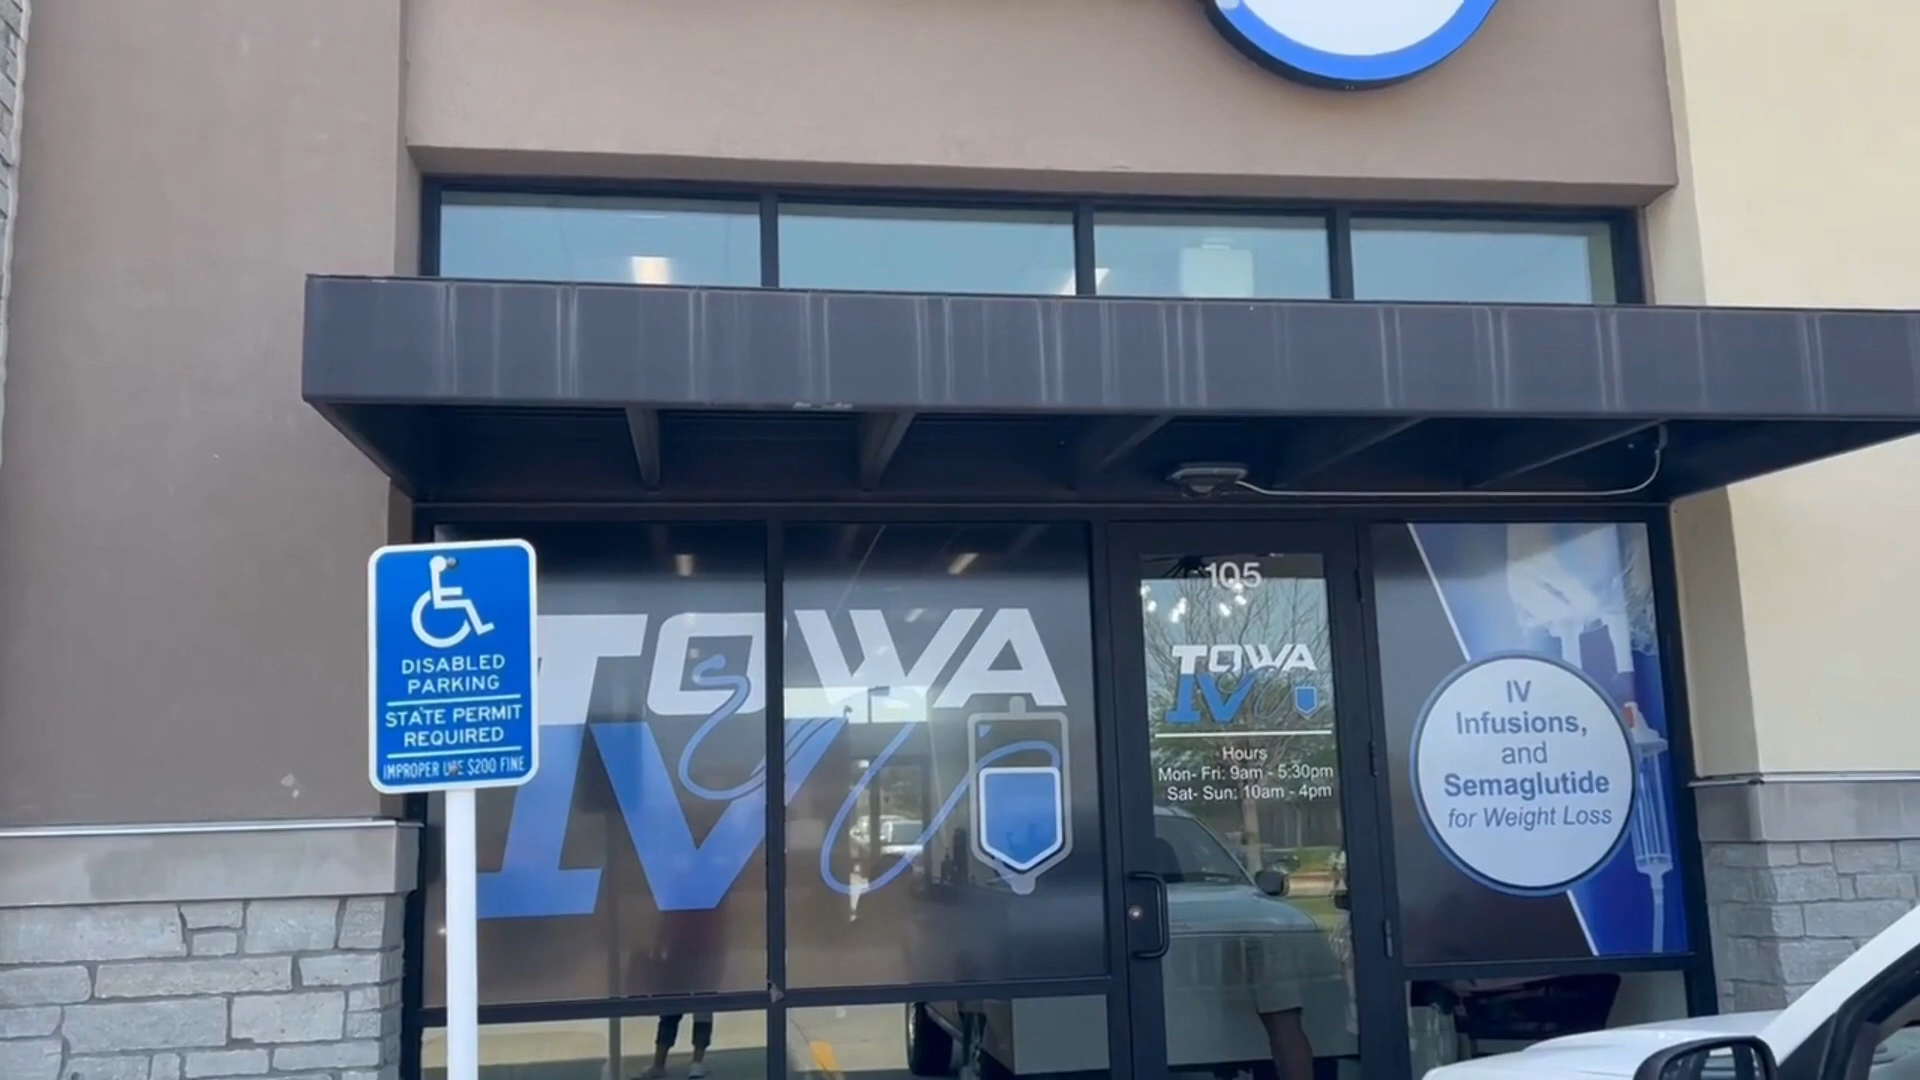 DISABLED
PARKING
STATE PERMIT
REQUIRED
IMPROPER USE $200 FINE
IOWA
IV
105
IOWA
IV
Hours
Mon- Fri: 9am - 5:30pm
Sat- Sun: 10am - 4pm
IV
Infusions,
and
Semaglutide
for Weight Loss